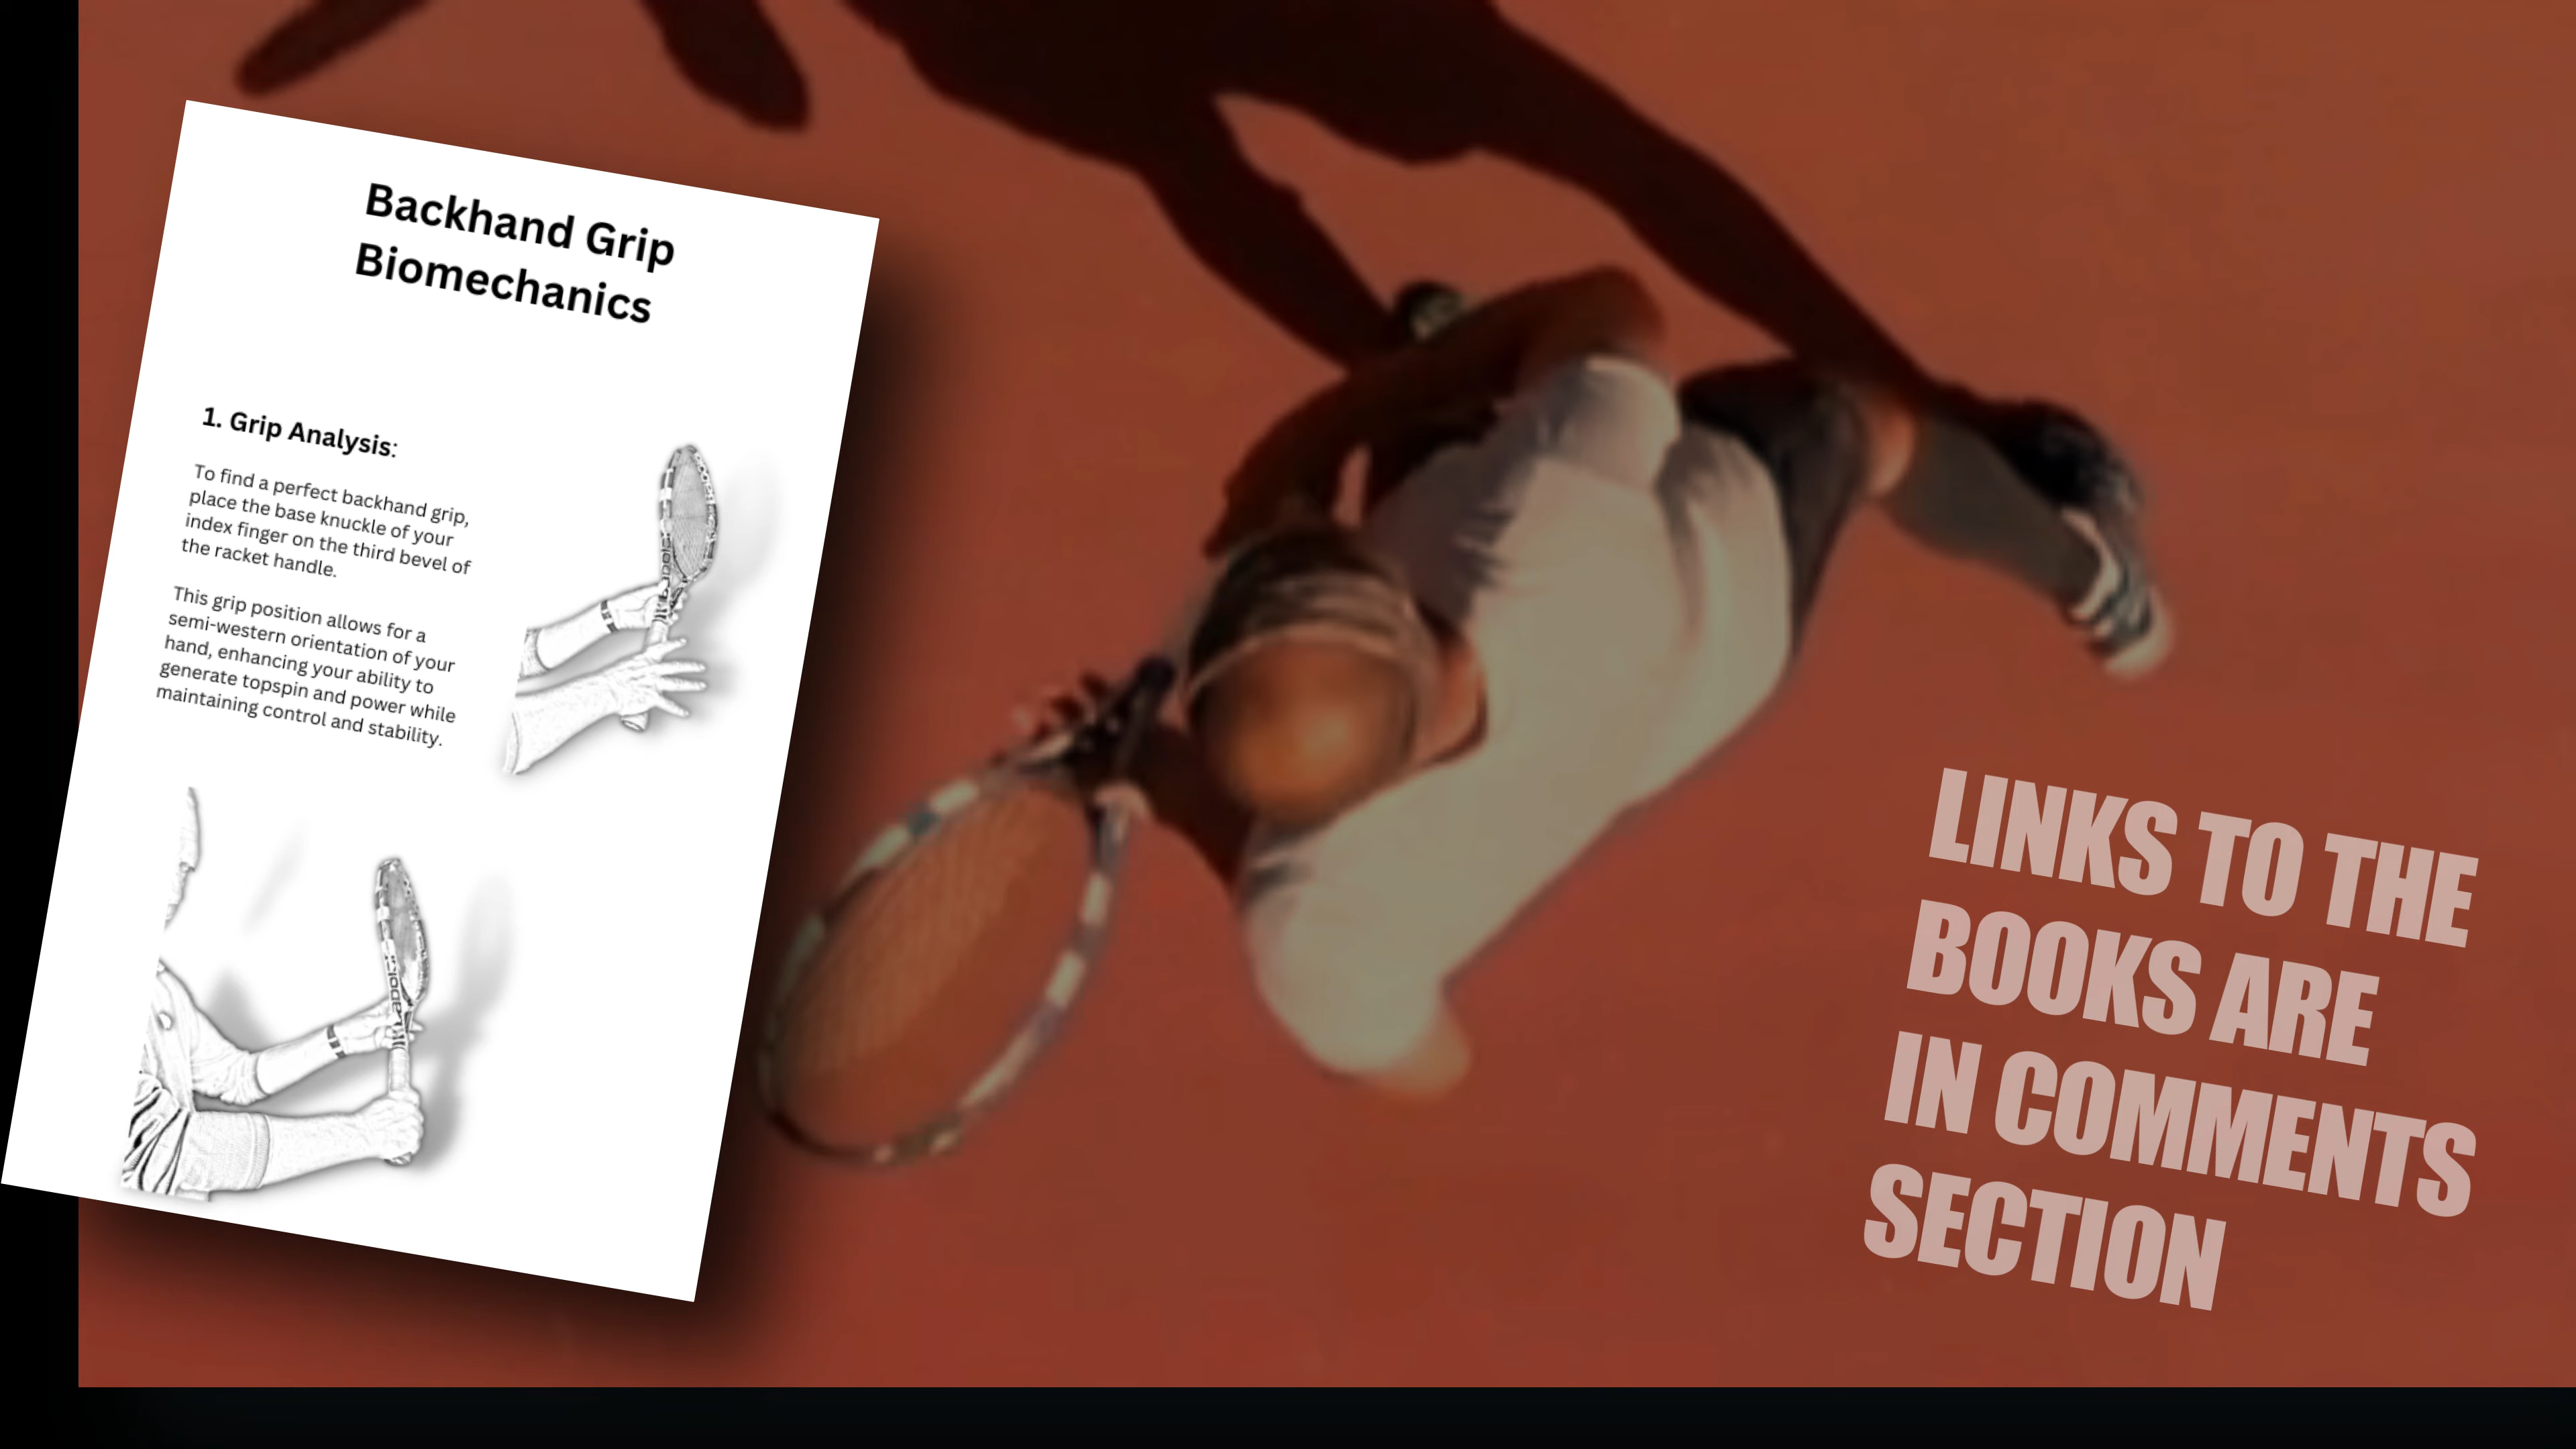 Backhand Grip
Biomechanics
1. Grip Analysis:
To find a perfect backhand grip,
place the base knuckle of your
index finger on the third bevel of
the racket handle.
This grip position allows for a
semi-western orientation of your
hand, enhancing your ability to
generate topspin and power while
maintaining control and stability.
LINKS TO THE
BOOKS ARE
IN COMMENTS
SECTION